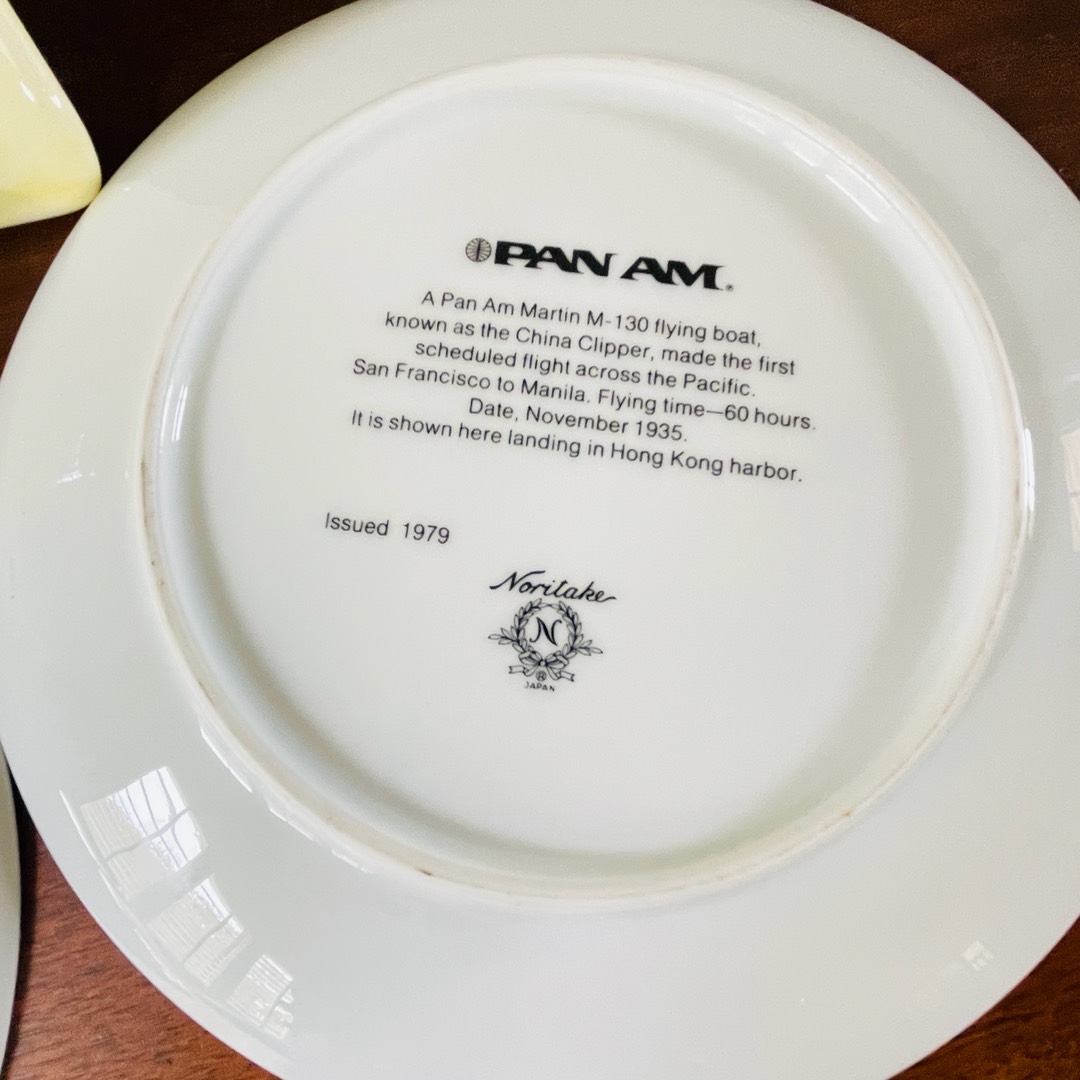 PAN AM®
A Pan Am Martin M-130 flying boat,
known as the China Clipper, made the first
scheduled flight across the Pacific.
San Francisco to Manila. Flying time—60 hours.
Date, November 1935.
It is shown here landing in Hong Kong harbor.
Issued 1979
Noritake
N
®
JAPAN